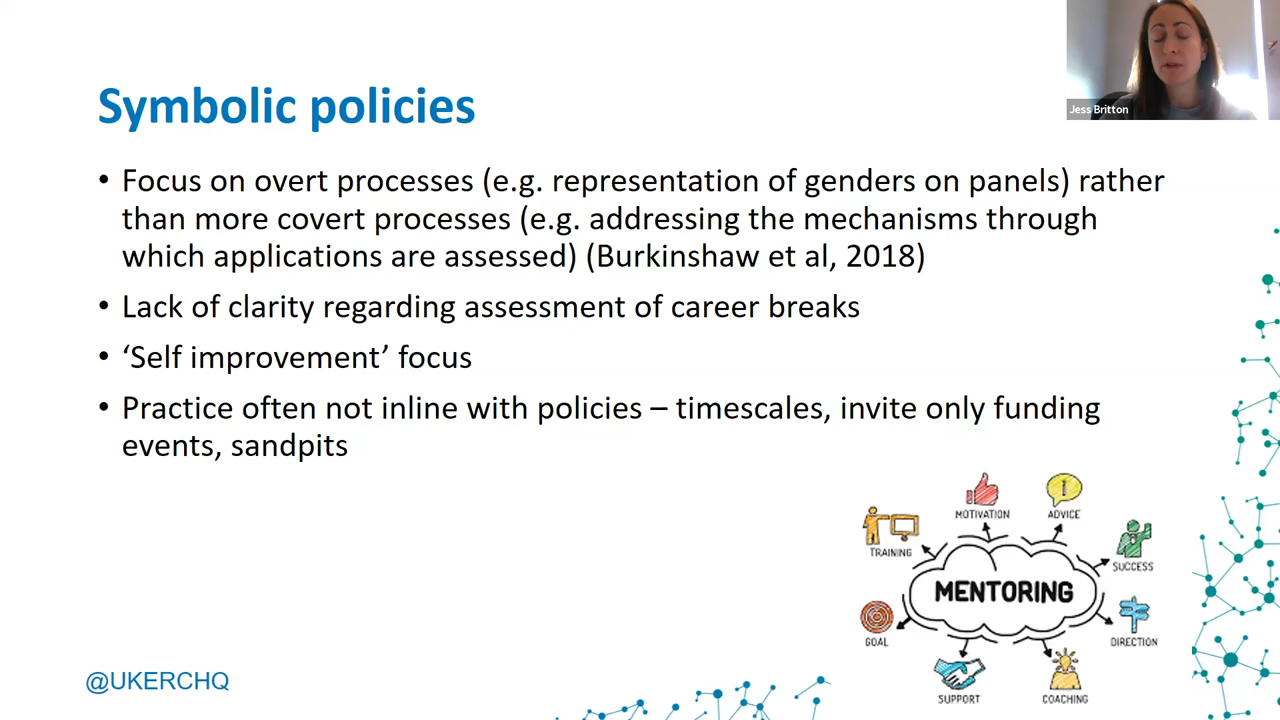 Jess Britton
Symbolic policies
• Focus on overt processes (e.g. representation of genders on panels) rather
than more covert processes (e.g. addressing the mechanisms through
which applications are assessed) (Burkinshaw et al, 2018)
• Lack of clarity regarding assessment of career breaks
• ‘Self improvement’ focus
• Practice often not inline with policies – timescales, invite only funding
events, sandpits
MOTIVATION
ADVICE
TRAINING
SUCCESS
MENTORING
GOAL
DIRECTION
SUPPORT
COACHING
@UKERCHQ